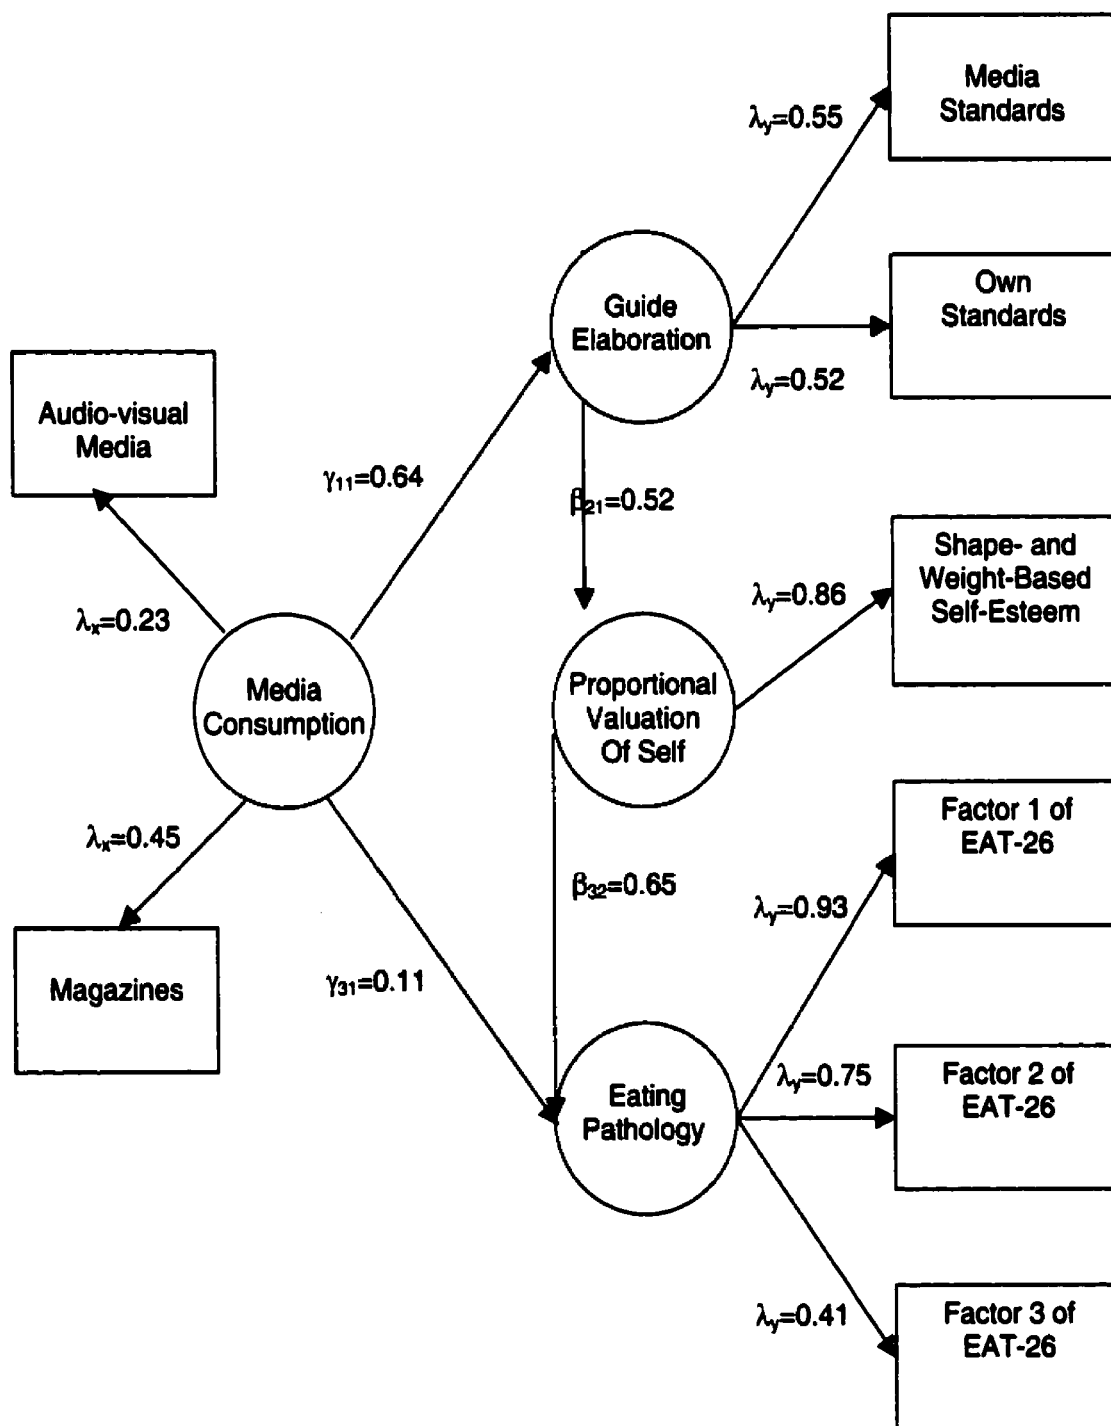 Media
Standards
λy=0.55
Own
Standards
Guide
Elaboration
λy=0.52
Audio-visual
Media
γ11=0.64
β21=0.52
Shape- and
Weight-Based
Self-Esteem
λy=0.86
λx=0.23
Media
Consumption
Proportional
Valuation
Of Self
Factor 1 of
EAT-26
λx=0.45
β32=0.65
λy=0.93
Magazines
γ31=0.11
Eating
Pathology
λy=0.75
Factor 2 of
EAT-26
λy=0.41
Factor 3 of
EAT-26